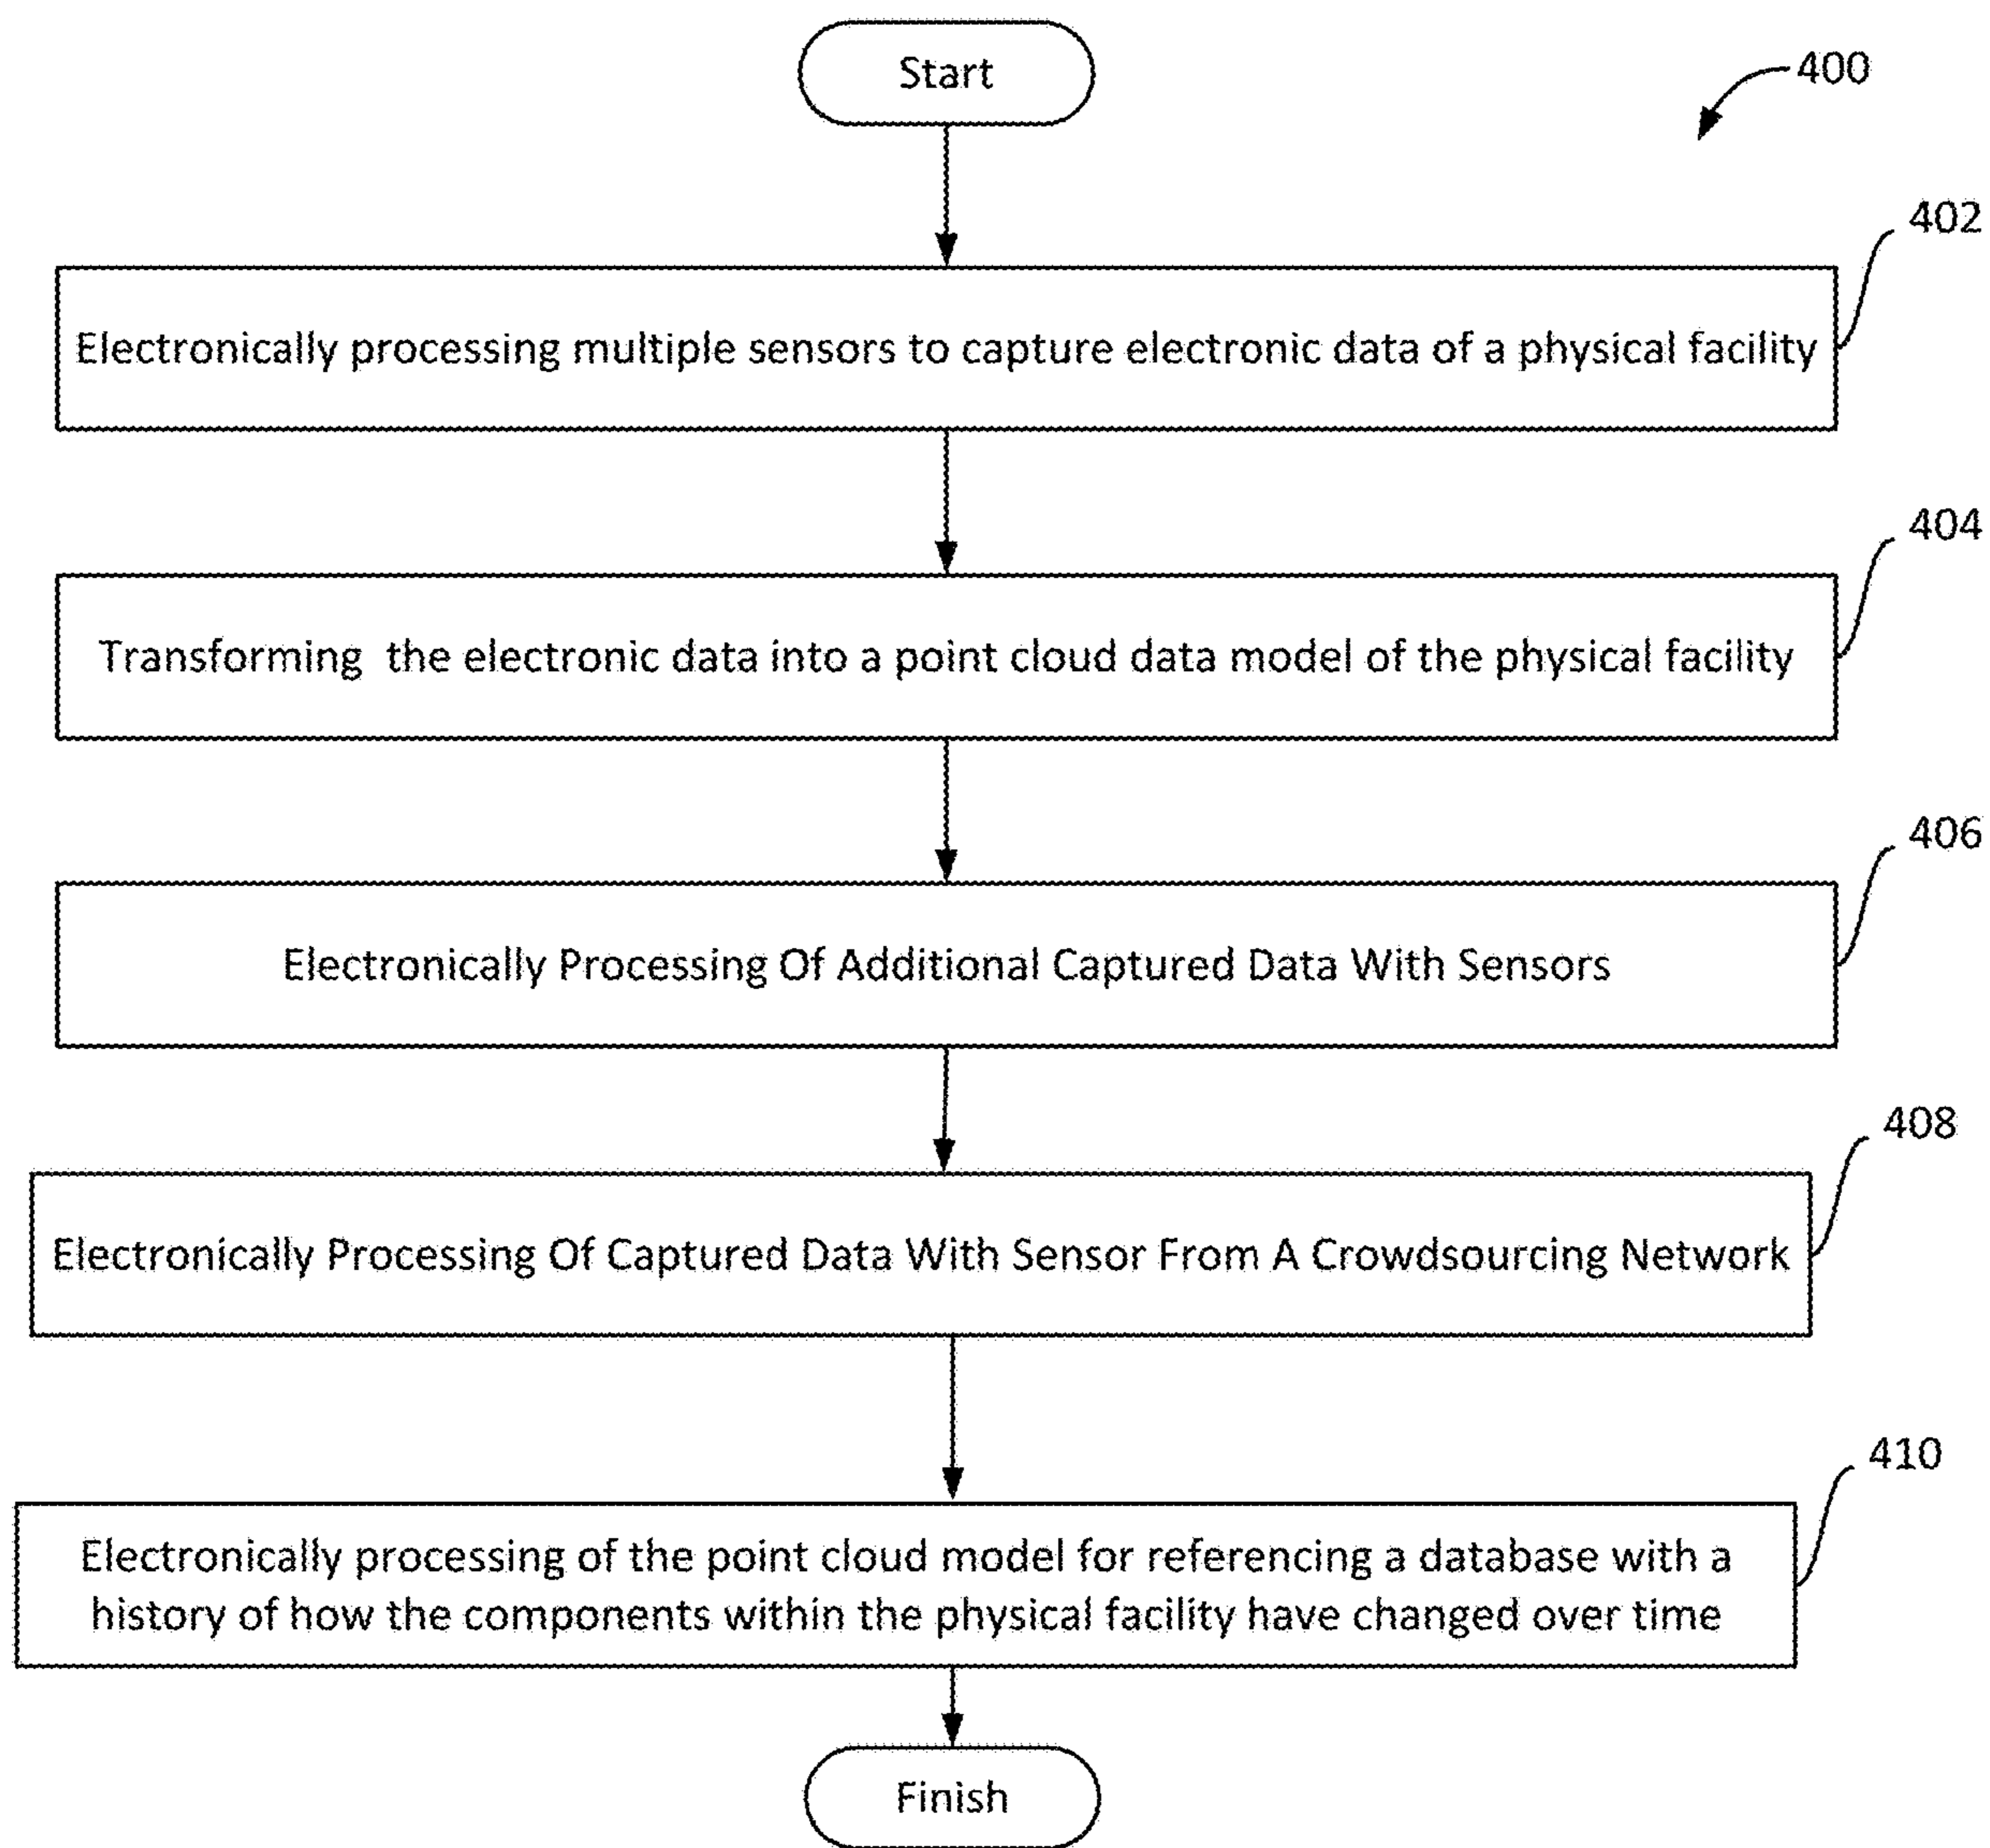 Start
400
402
Electronically processing multiple sensors to capture electronic data of a physical facility
404
Transforming the electronic data into a point cloud data model of the physical facility
406
Electronically Processing Of Additional Captured Data With Sensors
408
Electronically Processing Of Captured Data With Sensor From A Crowdsourcing Network
410
Electronically processing of the point cloud model for referencing a database with a
history of how the components within the physical facility have changed over time
Finish